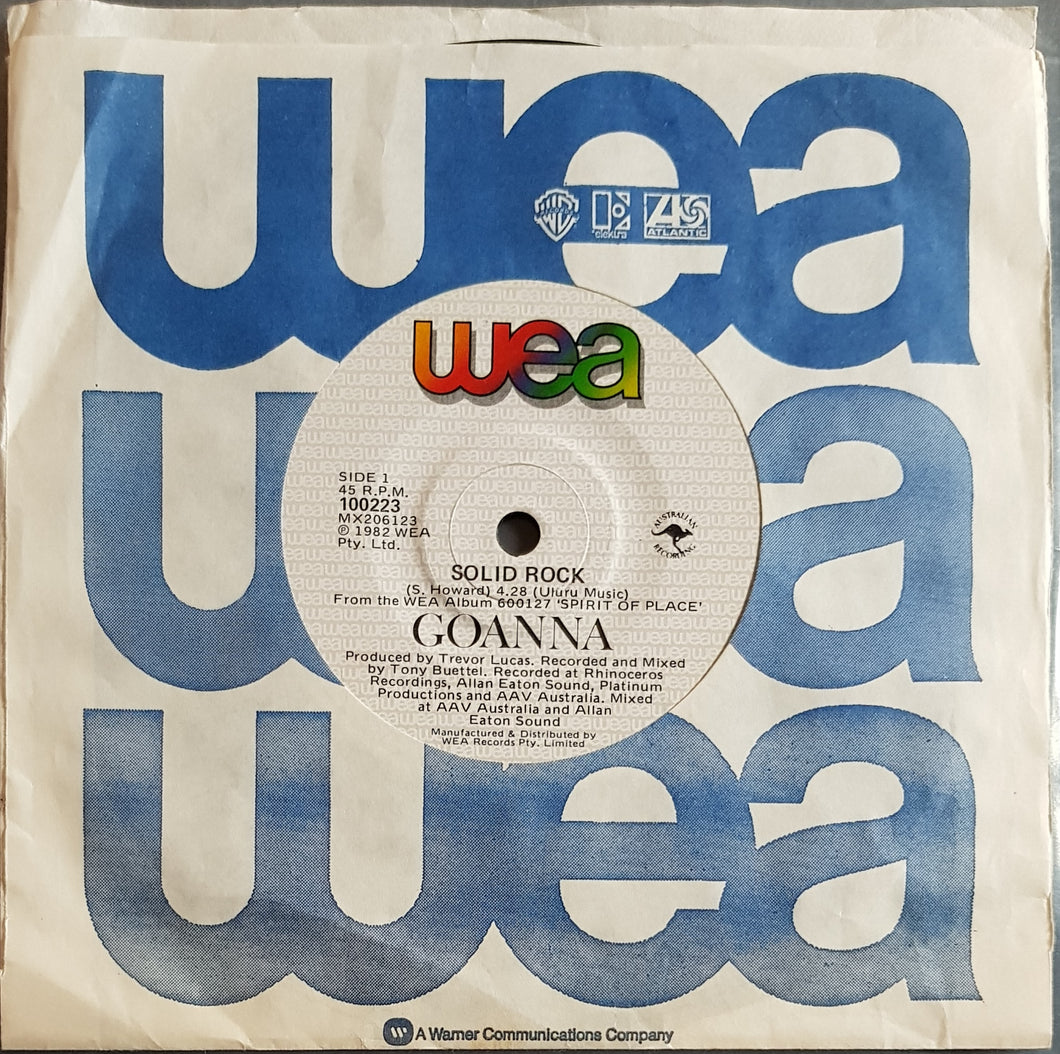 wea
WB
RECORDS
elektra
ATLANTIC
wea
SIDE 1
45 R.P.M.
100223
MX206123
℗ 1982 WEA
Pty. Ltd.
AUSTRALIAN
RECORDING
SOLID ROCK
(S. Howard) 4.28 (Uluru Music)
From the WEA Album 600127 'SPIRIT OF PLACE'
GOANNA
Produced by Trevor Lucas. Recorded and Mixed
by Tony Buettel. Recorded at Rhinoceros
Recordings, Allan Eaton Sound, Platinum
Productions and AAV Australia. Mixed
at AAV Australia and Allan
Eaton Sound
Manufactured & Distributed by
WEA Records Pty. Limited
wea
wea
A Warner Communications Company